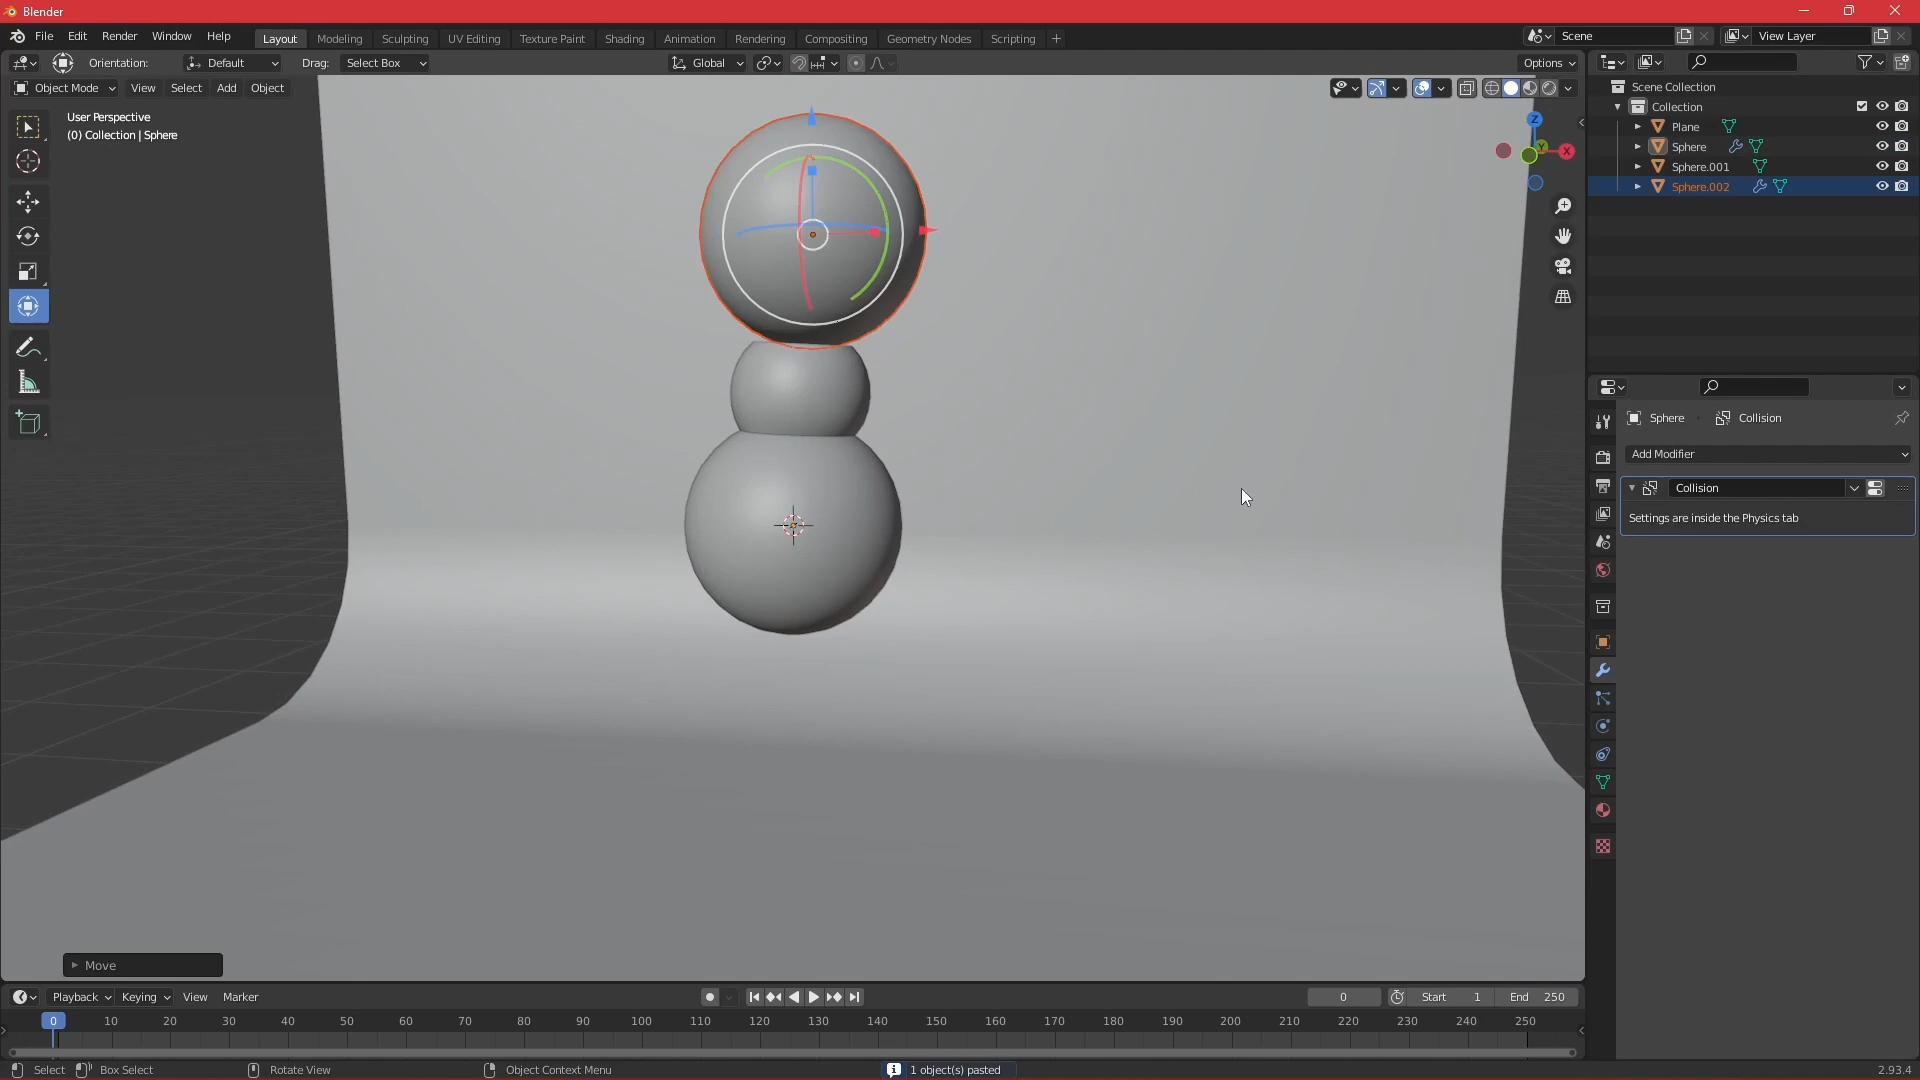 Blender
File Edit Render Window Help
Layout Modeling Sculpting UV Editing Texture Paint Shading Animation Rendering Compositing Geometry Nodes Scripting +
Scene
View Layer
Orientation: Default Drag: Select Box
Global
Options
Object Mode View Select Add Object
User Perspective
(0) Collection | Sphere
Z
Y
X
Scene Collection
Collection
Plane
Sphere
Sphere.001
Sphere.002
Sphere Collision
Add Modifier
Collision
Settings are inside the Physics tab
Move
Playback Keying View Marker
0
Start 1 End 250
0 10 20 30 40 50 60 70 80 90 100 110 120 130 140 150 160 170 180 190 200 210 220 230 240 250
Select Box Select Rotate View Object Context Menu 1 object(s) pasted 2.93.4